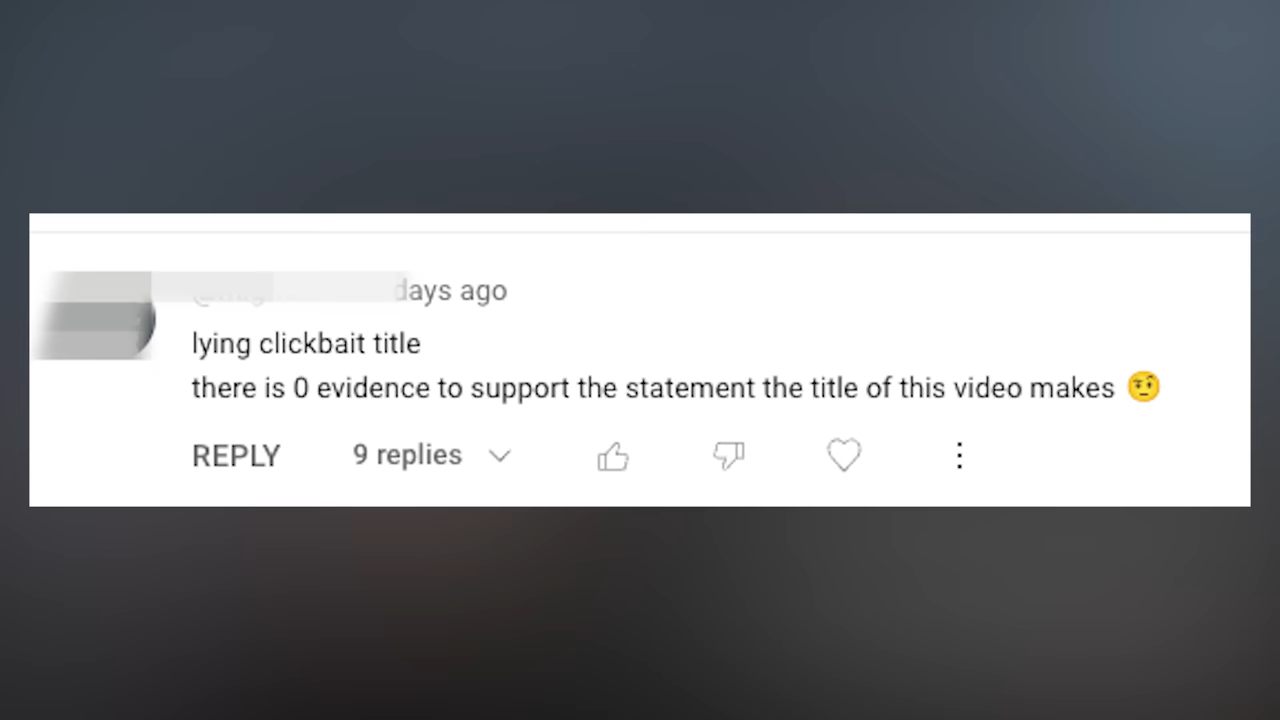 days ago
lying clickbait title
there is 0 evidence to support the statement the title of this video makes 🤨
REPLY 9 replies